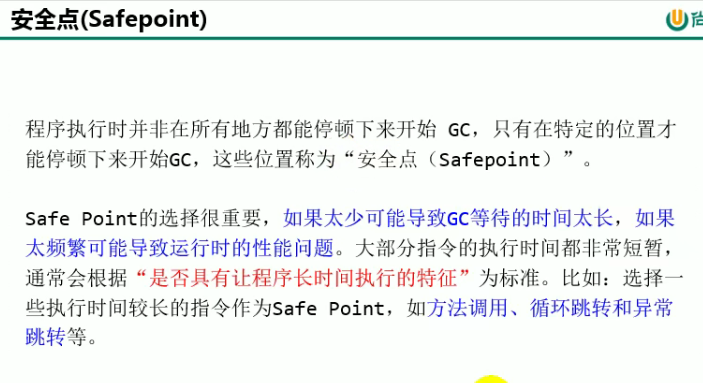 安全点(Safepoint)
尚
程序执行时并非在所有地方都能停顿下来开始 GC，只有在特定的位置才
能停顿下来开始GC，这些位置称为“安全点（Safepoint）”。
Safe Point的选择很重要，如果太少可能导致GC等待的时间太长，如果
太频繁可能导致运行时的性能问题。大部分指令的执行时间都非常短暂，
通常会根据“是否具有让程序长时间执行的特征”为标准。比如：选择一
些执行时间较长的指令作为Safe Point，如方法调用、循环跳转和异常
跳转等。